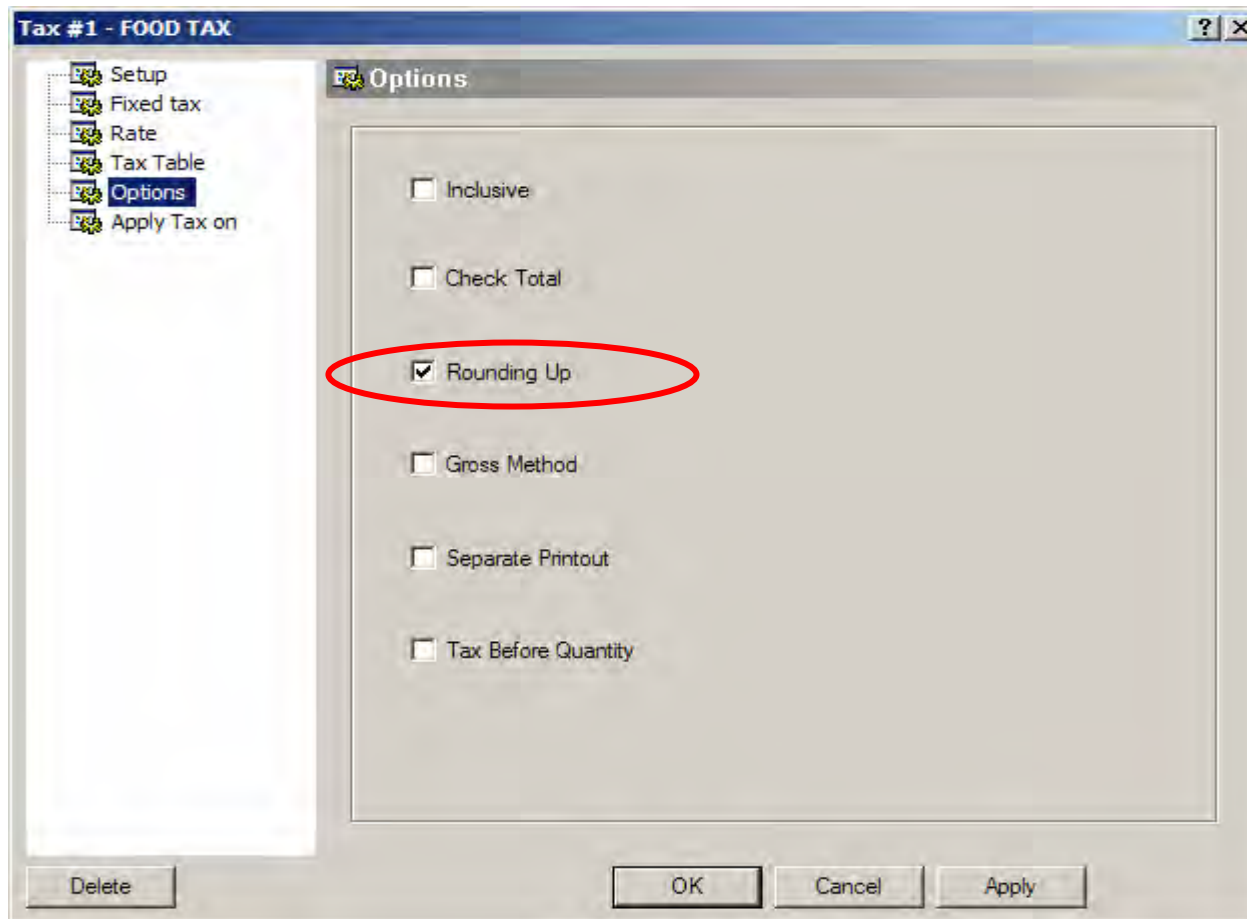 Tax #1 - FOOD TAX
Setup
Fixed tax
Rate
Tax Table
Options
Apply Tax on
Options
Inclusive
Check Total
Rounding Up
Gross Method
Separate Printout
Tax Before Quantity
Delete
OK
Cancel
Apply